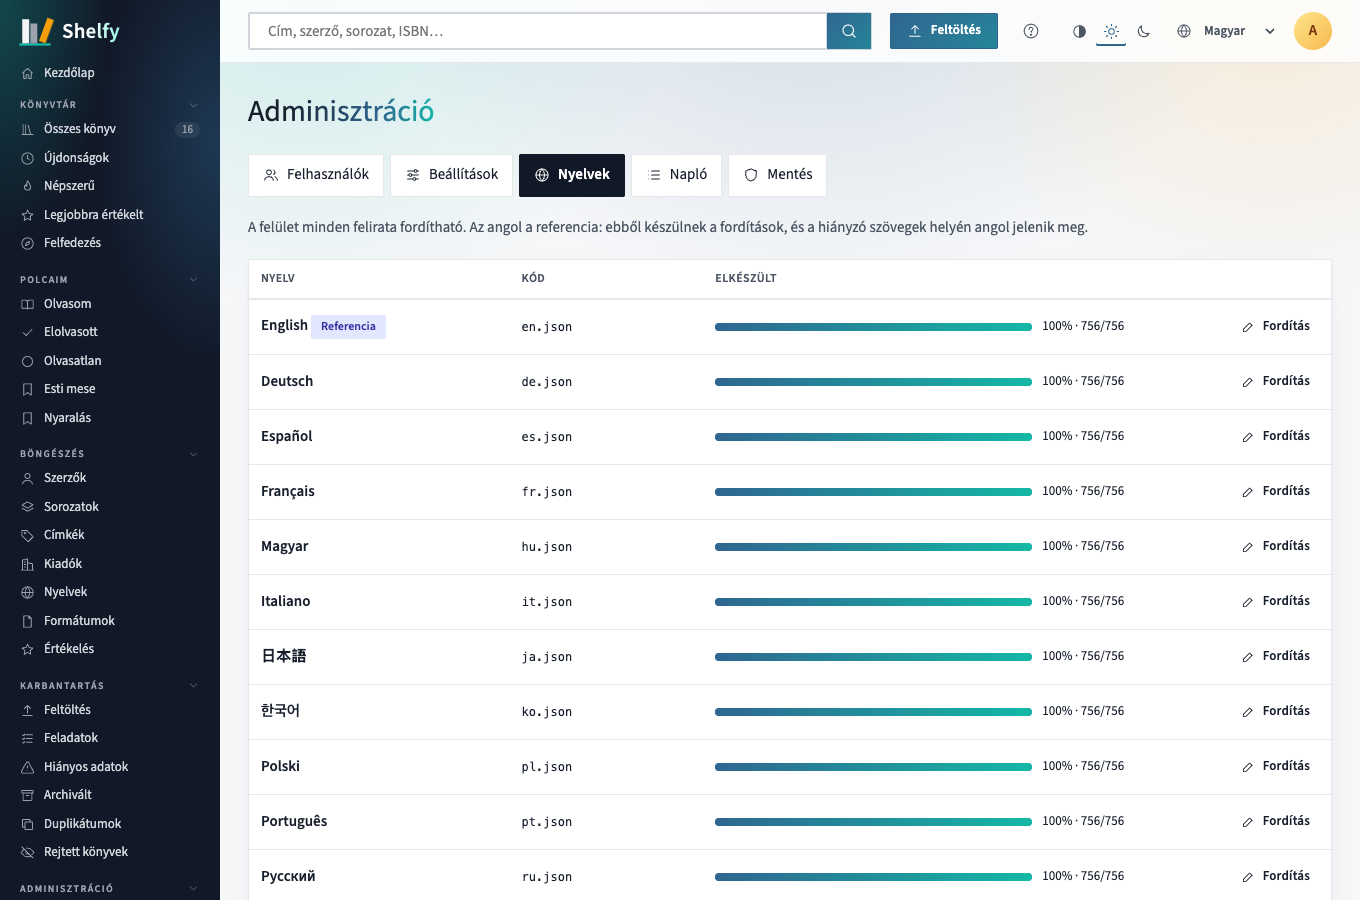 Shelfy
Kezdőlap
KÖNYVTÁR
Összes könyv 16
Újdonságok
Népszerű
Legjobbra értékelt
Felfedezés
POLCAIM
Olvasom
Elolvasott
Olvasatlan
Esti mese
Nyaralás
BÖNGÉSZÉS
Szerzők
Sorozatok
Címkék
Kiadók
Nyelvek
Formátumok
Értékelés
KARBANTARTÁS
Feltöltés
Feladatok
Hiányos adatok
Archivált
Duplikátumok
Rejtett könyvek
ADMINISZTRÁCIÓ
Cím, szerző, sorozat, ISBN… Feltöltés Magyar A
Adminisztráció
Felhasználók Beállítások Nyelvek Napló Mentés
A felület minden felirata fordítható. Az angol a referencia: ebből készülnek a fordítások, és a hiányzó szövegek helyén angol jelenik meg.
NYELV KÓD ELKÉSZÜLT
English Referencia en.json 100% · 756/756 Fordítás
Deutsch de.json 100% · 756/756 Fordítás
Español es.json 100% · 756/756 Fordítás
Français fr.json 100% · 756/756 Fordítás
Magyar hu.json 100% · 756/756 Fordítás
Italiano it.json 100% · 756/756 Fordítás
日本語 ja.json 100% · 756/756 Fordítás
한국어 ko.json 100% · 756/756 Fordítás
Polski pl.json 100% · 756/756 Fordítás
Português pt.json 100% · 756/756 Fordítás
Русский ru.json 100% · 756/756 Fordítás